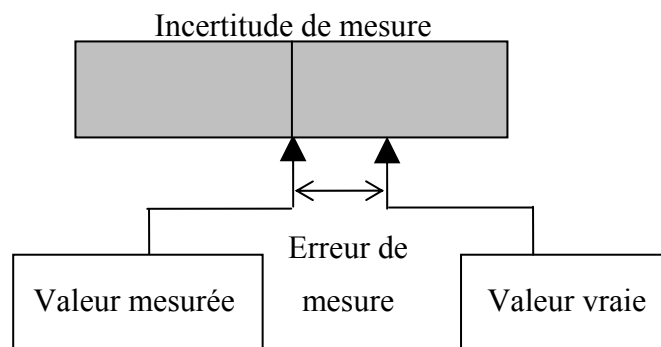 Incertitude de mesure
Erreur de
mesure
Valeur mesurée
Valeur vraie